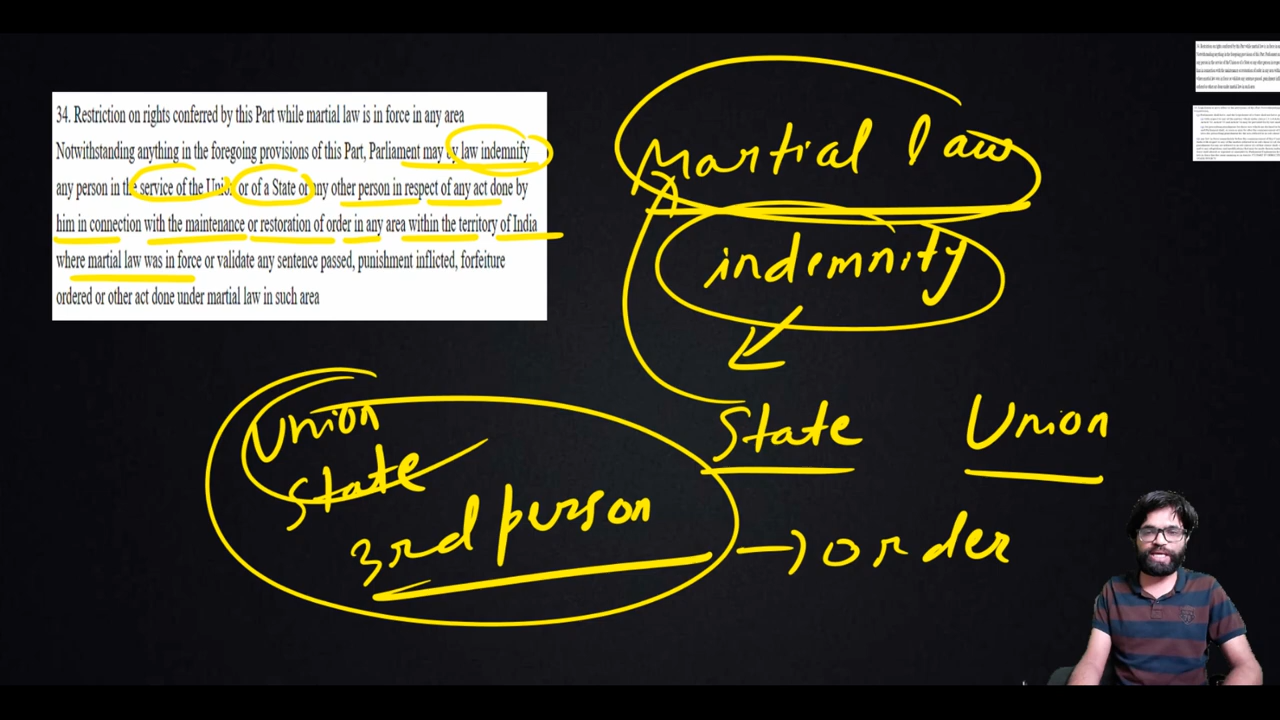 34. Restriction on rights conferred by this Part while martial law is in force in any area
Notwithstanding anything in the foregoing provisions of this Part, Parliament may by law indemnify
any person in the service of the Union or of a State or any other person in respect of any act done by
him in connection with the maintenance or restoration of order in any area within the territory of India
where martial law was in force or validate any sentence passed, punishment inflicted, forfeiture
ordered or other act done under martial law in such area
martial law
indemnity
State Union
Union
State
3rd person
order